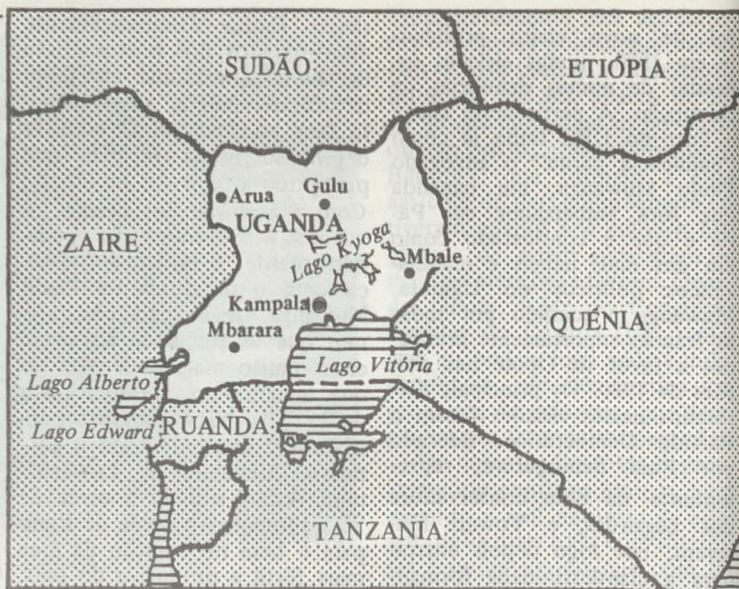 SUDÃO
ETIÓPIA
Arua
Gulu
UGANDA
ZAIRE
Lago Kyoga
Mbale
Kampala
QUÉNIA
Mbarara
Lago Vitória
Lago Alberto
Lago Edward
RUANDA
TANZANIA